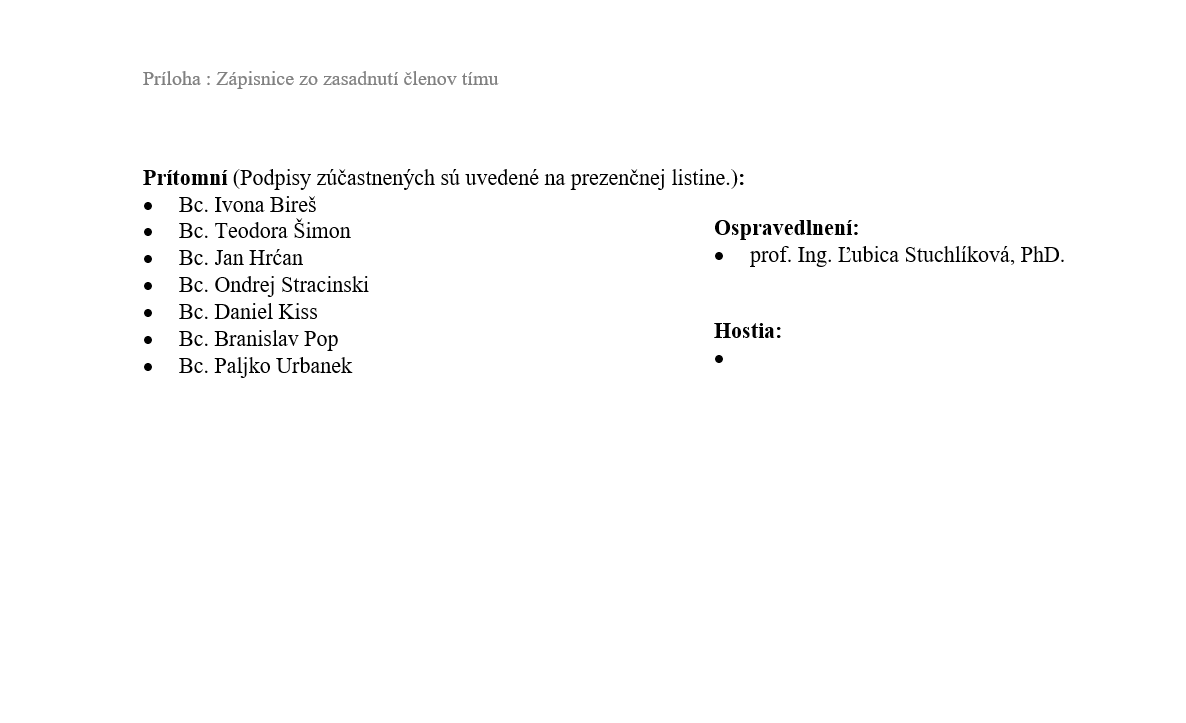 Príloha : Zápisnice zo zasadnutí členov tímu
Prítomní (Podpisy zúčastnených sú uvedené na prezenčnej listine.):
• Bc. Ivona Bireš
• Bc. Teodora Šimon
• Bc. Jan Hrćan
• Bc. Ondrej Stracinski
• Bc. Daniel Kiss
• Bc. Branislav Pop
• Bc. Paljko Urbanek
Ospravedlnení:
• prof. Ing. Ľubica Stuchlíková, PhD.
Hostia:
•